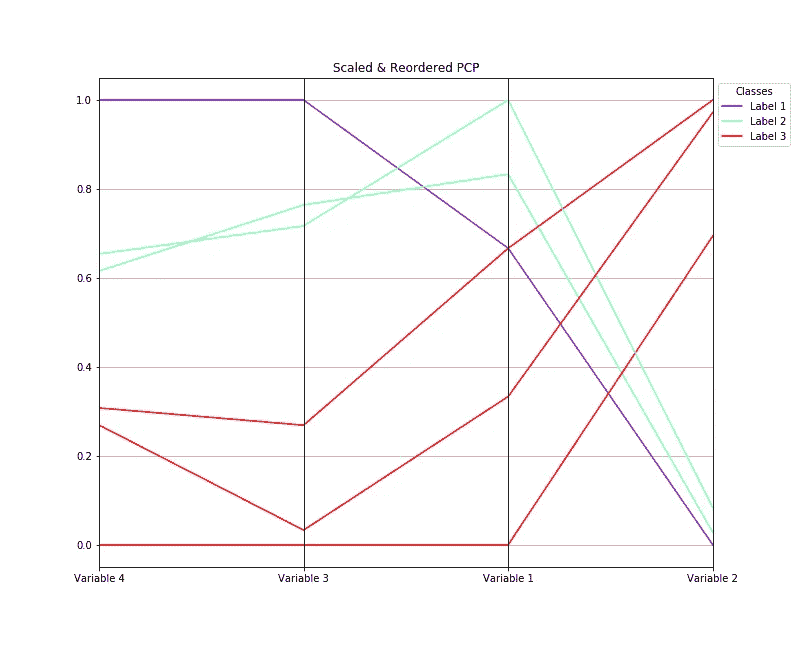 Scaled & Reordered PCP
Classes
Label 1
Label 2
Label 3
1.0
0.8
0.6
0.4
0.2
0.0
Variable 4 Variable 3 Variable 1 Variable 2